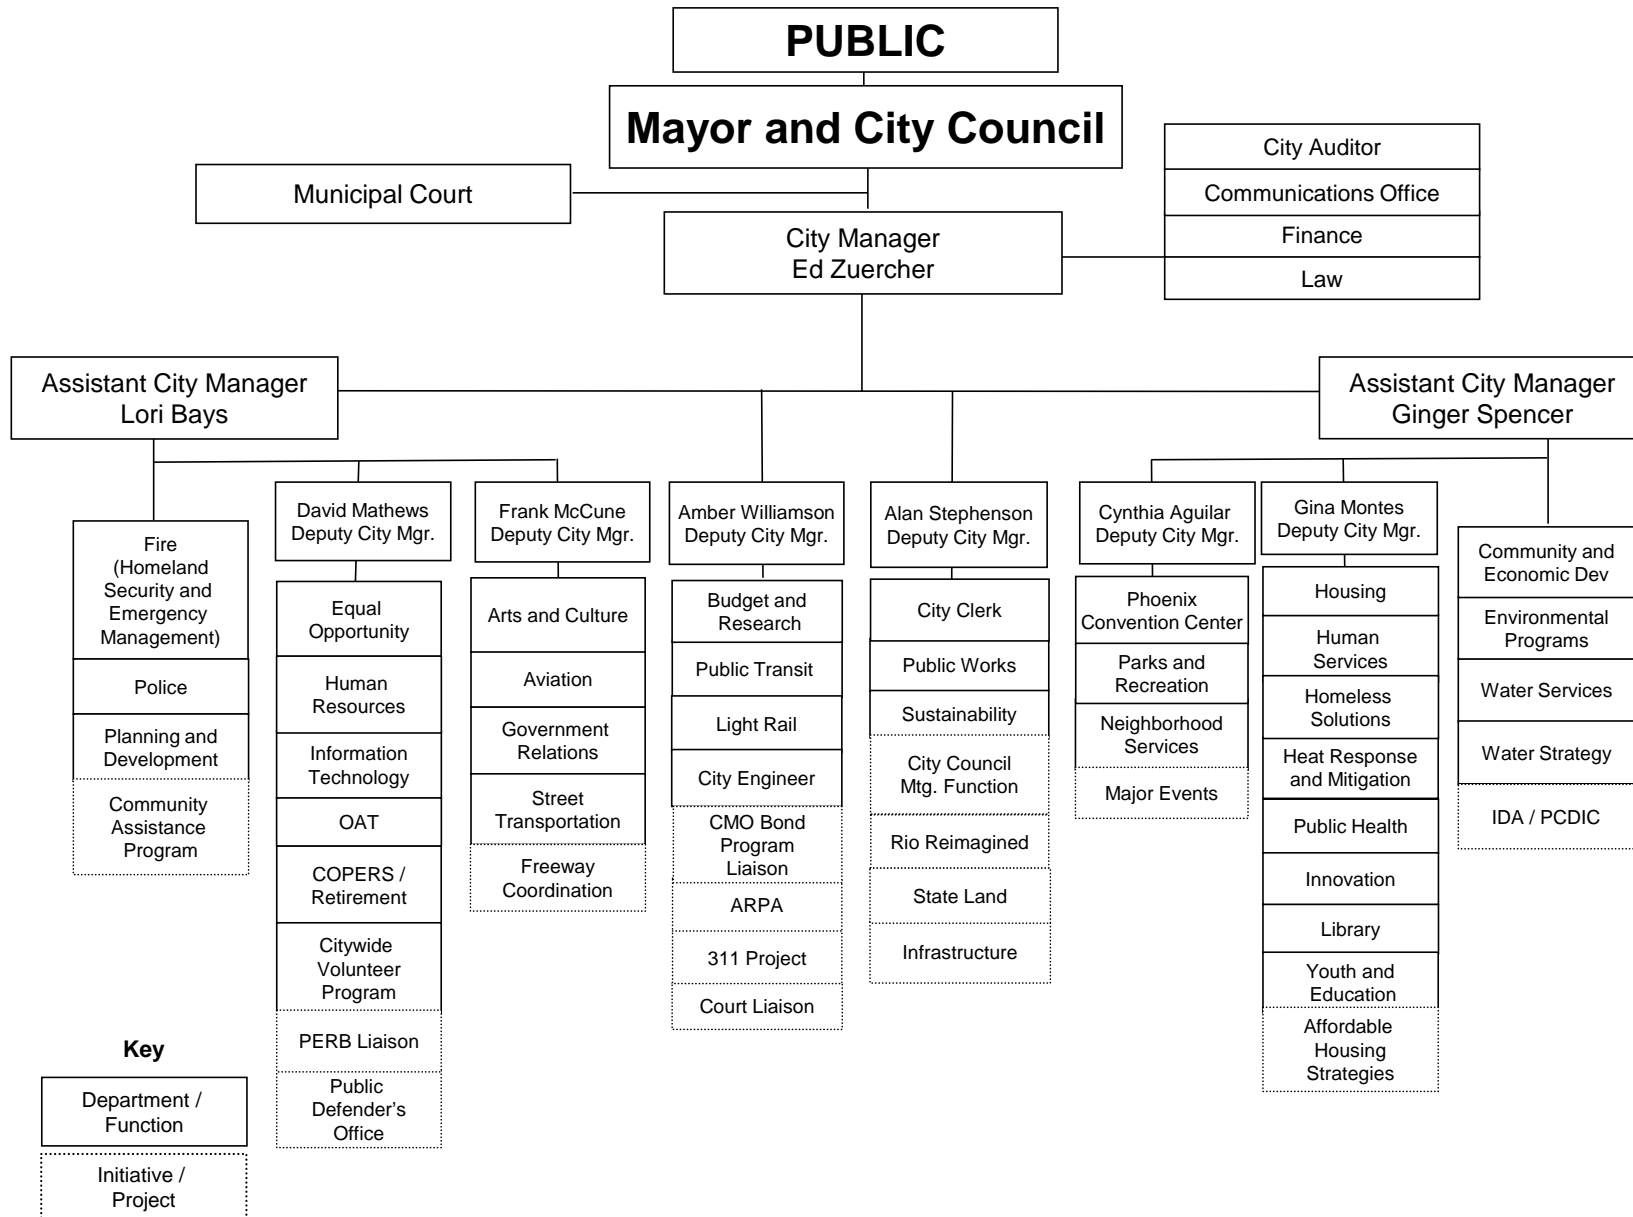 PUBLIC
Mayor and City Council
City Auditor
Communications Office
Finance
Law
Municipal Court
City Manager
Ed Zuercher
Assistant City Manager
Lori Bays
Assistant City Manager
Ginger Spencer
Fire
(Homeland
Security and
Emergency
Management)
Police
Planning and
Development
Community
Assistance
Program
David Mathews
Deputy City Mgr.
Equal
Opportunity
Human
Resources
Information
Technology
OAT
COPERS /
Retirement
Citywide
Volunteer
Program
PERB Liaison
Public
Defender's
Office
Frank McCune
Deputy City Mgr.
Arts and Culture
Aviation
Government
Relations
Street
Transportation
Freeway
Coordination
Amber Williamson
Deputy City Mgr.
Budget and
Research
Public Transit
Light Rail
City Engineer
CMO Bond
Program
Liaison
ARPA
311 Project
Court Liaison
Alan Stephenson
Deputy City Mgr.
City Clerk
Public Works
Sustainability
City Council
Mtg. Function
Rio Reimagined
State Land
Infrastructure
Cynthia Aguilar
Deputy City Mgr.
Phoenix
Convention Center
Parks and
Recreation
Neighborhood
Services
Major Events
Gina Montes
Deputy City Mgr.
Housing
Human
Services
Homeless
Solutions
Heat Response
and Mitigation
Public Health
Innovation
Library
Youth and
Education
Affordable
Housing
Strategies
Community and
Economic Dev
Environmental
Programs
Water Services
Water Strategy
IDA / PCDIC
Key
Department /
Function
Initiative /
Project